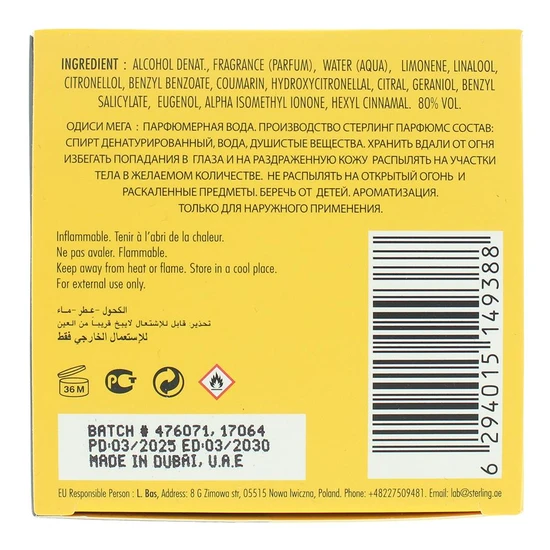 INGREDIENT : ALCOHOL DENAT., FRAGRANCE (PARFUM), WATER (AQUA), LIMONENE, LINALOOL,
CITRONELLOL, BENZYL BENZOATE, COUMARIN, HYDROXYCITRONELLAL, CITRAL, GERANIOL, BENZYL
SALICYLATE, EUGENOL, ALPHA ISOMETHYL IONONE, HEXYL CINNAMAL. 80% VOL.
ОДИСИ МЕГА : ПАРФЮМЕРНАЯ ВОДА. ПРОИЗВОДСТВО СТЕРЛИНГ ПАРФЮМС СОСТАВ:
СПИРТ ДЕНАТУРИРОВАННЫЙ, ВОДА, ДУШИСТЫЕ ВЕЩЕСТВА. ХРАНИТЬ ВДАЛИ ОТ ОГНЯ
ИЗБЕГАТЬ ПОПАДАНИЯ В ГЛАЗА И НА РАЗДРАЖЕННУЮ КОЖУ РАСПЫЛЯТЬ НА УЧАСТКИ
ТЕЛА В ЖЕЛАЕМОМ КОЛИЧЕСТВЕ. НЕ РАСПЫЛЯТЬ НА ОТКРЫТЫЙ ОГОНЬ И
РАСКАЛЕННЫЕ ПРЕДМЕТЫ. БЕРЕЧЬ ОТ ДЕТЕЙ. АРОМАТИЗАЦИЯ.
ТОЛЬКО ДЛЯ НАРУЖНОГО ПРИМЕНЕНИЯ.
Inflammable. Tenir à l`abri de la chaleur.
Ne pas avaler. Flammable.
Keep away from heat or flame. Store in a cool place.
For external use only.
الكحول -عطر- ماء
تحذير. قابل للإشتعال لايبخ قريباً من العين
للإستعمال الخارجي فقط
36 M
РСТ
BATCH # 476071, 17064
PD:03/2025 ED:03/2030
MADE IN DUBAI, U.A.E
6 294015 149388
EU Responsible Person : L. Bas, Address: 8 G Zimowa str, 05515 Nowa Iwiczna, Poland. Phone: +48227509481. Email: lab@sterling.ae